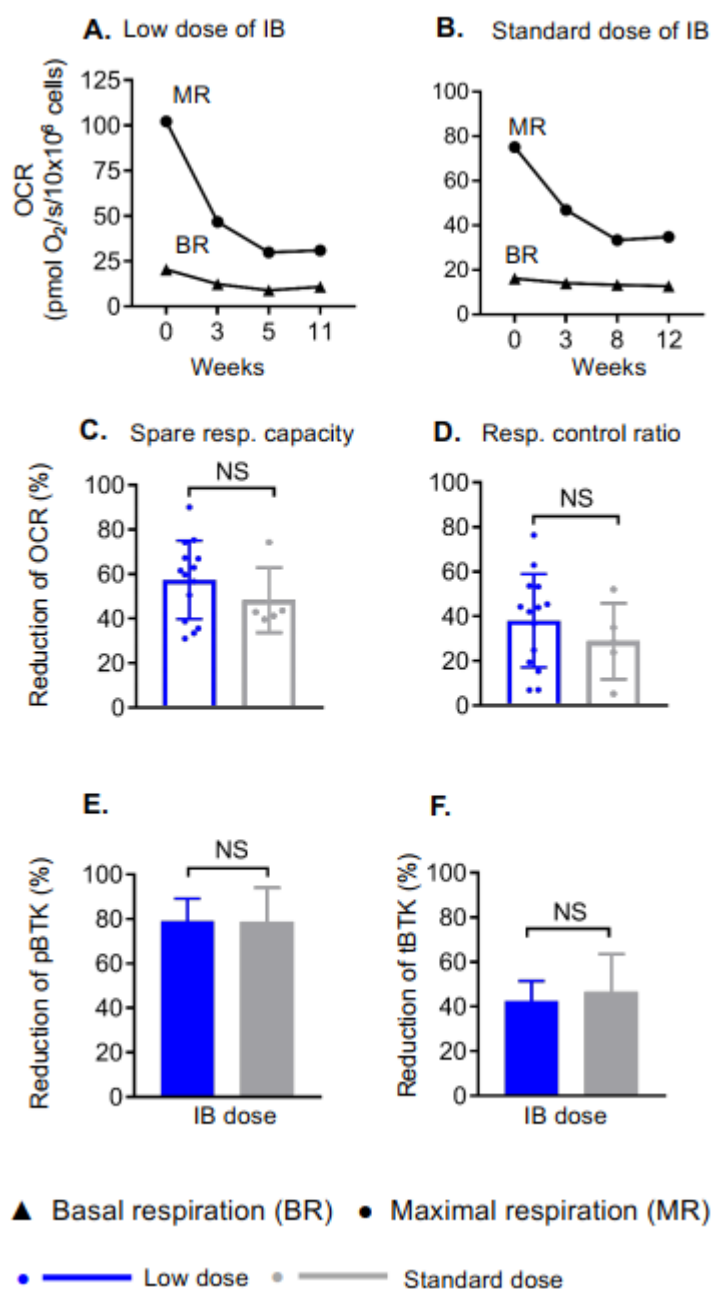 A. Low dose of IB
B. Standard dose of IB
OCR
(pmol O₂/s/10x10⁶ cells)
125
100
75
50
25
0
MR
BR
0 3 5 11
Weeks
80
60
40
20
0
MR
BR
0 3 8 12
Weeks
C. Spare resp. capacity
D. Resp. control ratio
Reduction of OCR (%)
100
80
60
40
20
0
NS
100
80
60
40
20
0
NS
E.
F.
Reduction of pBTK (%)
100
80
60
40
20
0
NS
IB dose
Reduction of tBTK (%)
100
80
60
40
20
0
NS
IB dose
▲ Basal respiration (BR) ● Maximal respiration (MR)
Low dose Standard dose